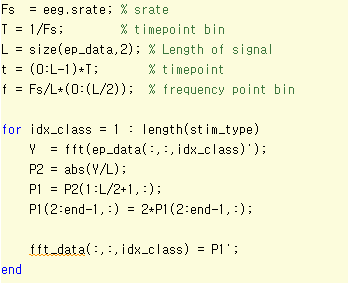 Fs  = eeg.srate; % srate
T = 1/Fs;       % timepoint bin
L = size(ep_data,2); % Length of signal
t = (0:L-1)*T;       % timepoint
f = Fs/L*(0:(L/2));  % frequency point bin
for idx_class = 1 : length(stim_type)
    Y  = fft(ep_data(:,:,idx_class)');
    P2 = abs(Y/L);
    P1 = P2(1:L/2+1,:);
    P1(2:end-1,:) = 2*P1(2:end-1,:);
    fft_data(:,:,idx_class) = P1';
end